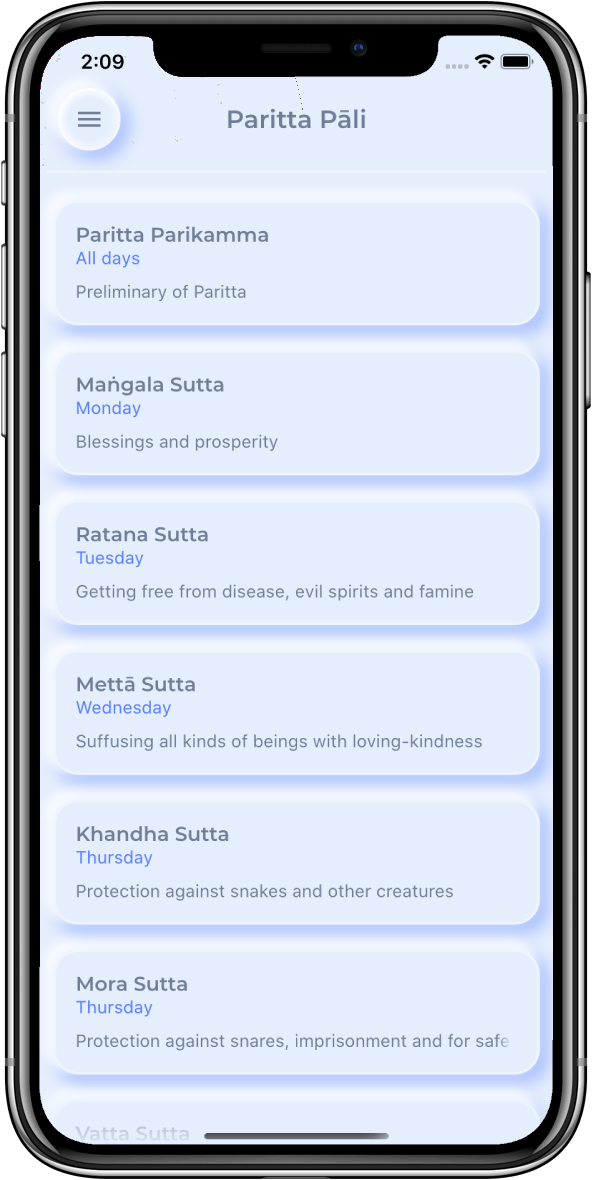 2:09
Paritta Pāli
Paritta Parikamma
All days
Preliminary of Paritta
Maṅgala Sutta
Monday
Blessings and prosperity
Ratana Sutta
Tuesday
Getting free from disease, evil spirits and famine
Mettā Sutta
Wednesday
Suffusing all kinds of beings with loving-kindness
Khandha Sutta
Thursday
Protection against snakes and other creatures
Mora Sutta
Thursday
Protection against snares, imprisonment and for safe
Vatta Sutta